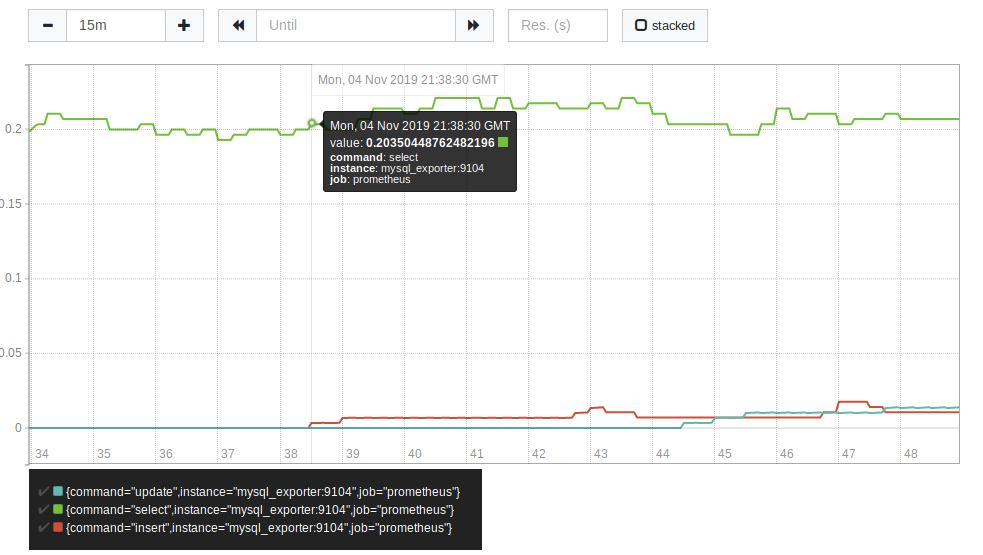 15m
Until
Res. (s)
stacked
Mon, 04 Nov 2019 21:38:30 GMT
Mon, 04 Nov 2019 21:38:30 GMT
value: 0.20350448762482196
command: select
instance: mysql_exporter:9104
job: prometheus
0.2
0.15
0.1
0.05
0
34 35 36 37 38 39 40 41 42 43 44 45 46 47 48
{command="update",instance="mysql_exporter:9104",job="prometheus"}
{command="select",instance="mysql_exporter:9104",job="prometheus"}
{command="insert",instance="mysql_exporter:9104",job="prometheus"}